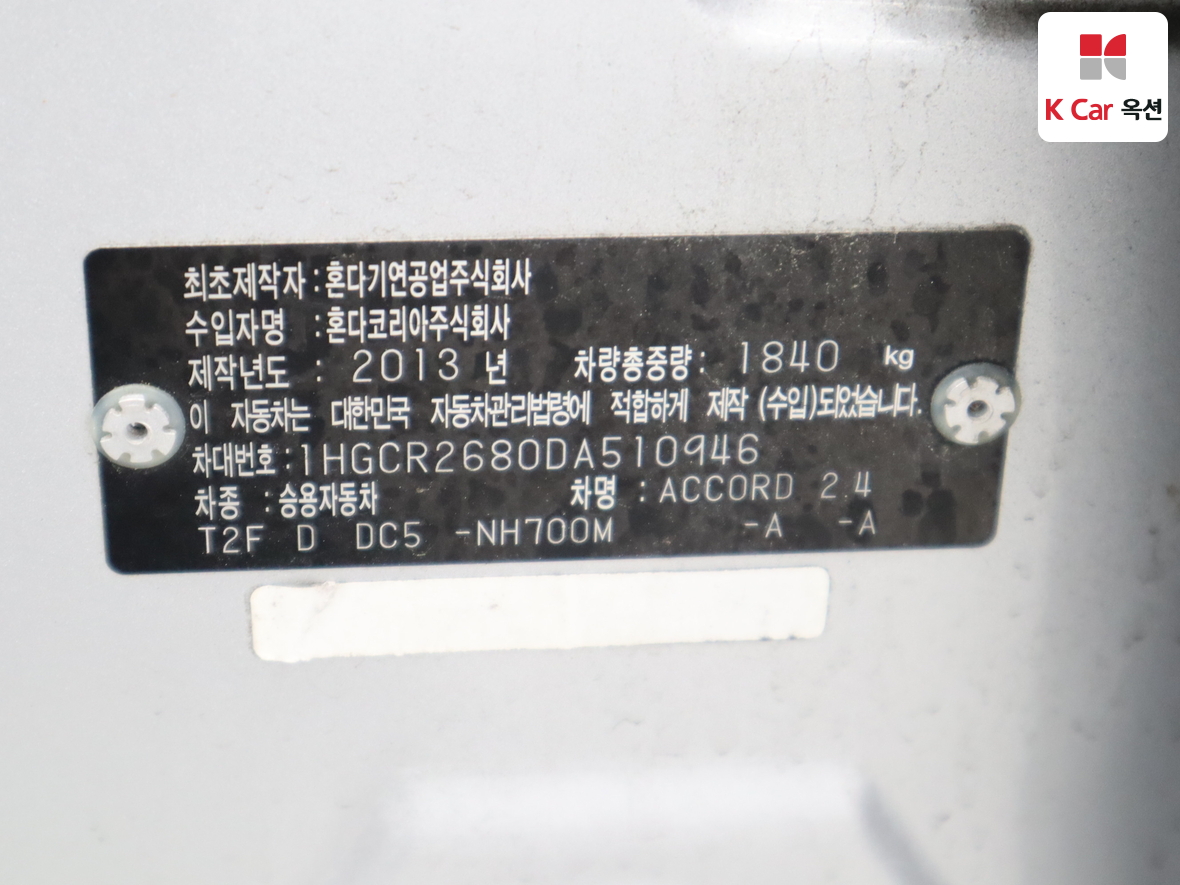 K Car 옥션
최초제작자 : 혼다기연공업주식회사
수입자명 : 혼다코리아주식회사
제작년도 : 2013 년 차량총중량 : 1840 kg
이 자동차는 대한민국 자동차관리법령에 적합하게 제작 (수입)되었습니다.
차대번호 : 1HGCR2680DA510946
차종 : 승용자동차 차명 : ACCORD 2.4
T2F D DC5 -NH700M -A -A